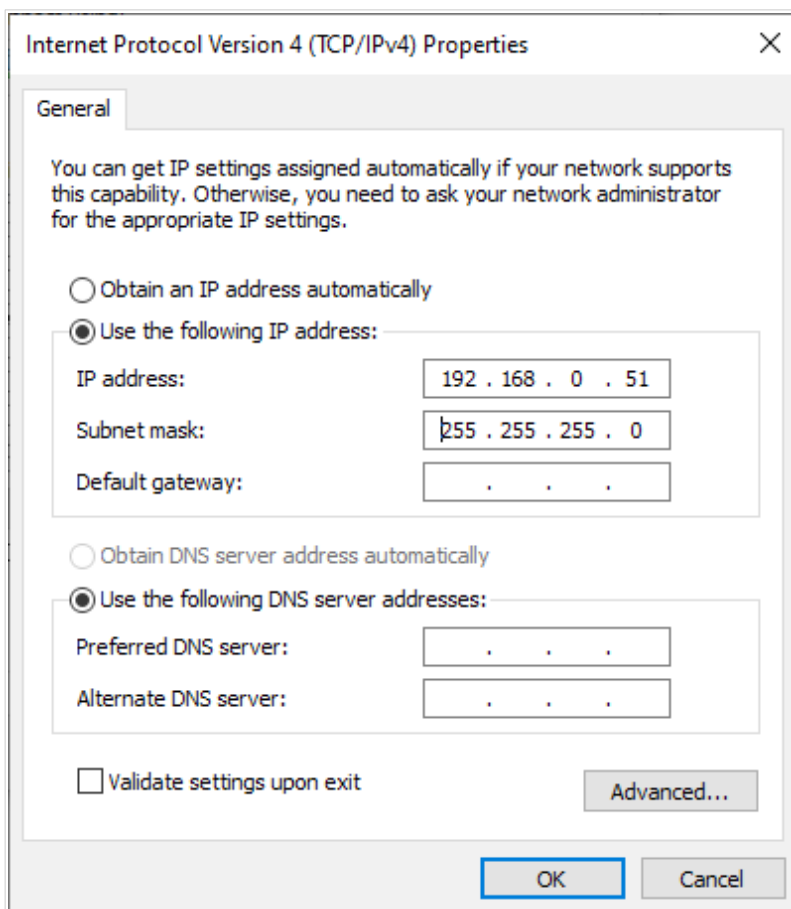 Internet Protocol Version 4 (TCP/IPv4) Properties
General
You can get IP settings assigned automatically if your network supports
this capability. Otherwise, you need to ask your network administrator
for the appropriate IP settings.
Obtain an IP address automatically
Use the following IP address:
IP address: 192 . 168 . 0 . 51
Subnet mask: 255 . 255 . 255 . 0
Default gateway: . . .
Obtain DNS server address automatically
Use the following DNS server addresses:
Preferred DNS server: . . .
Alternate DNS server: . . .
Validate settings upon exit
Advanced...
OK Cancel